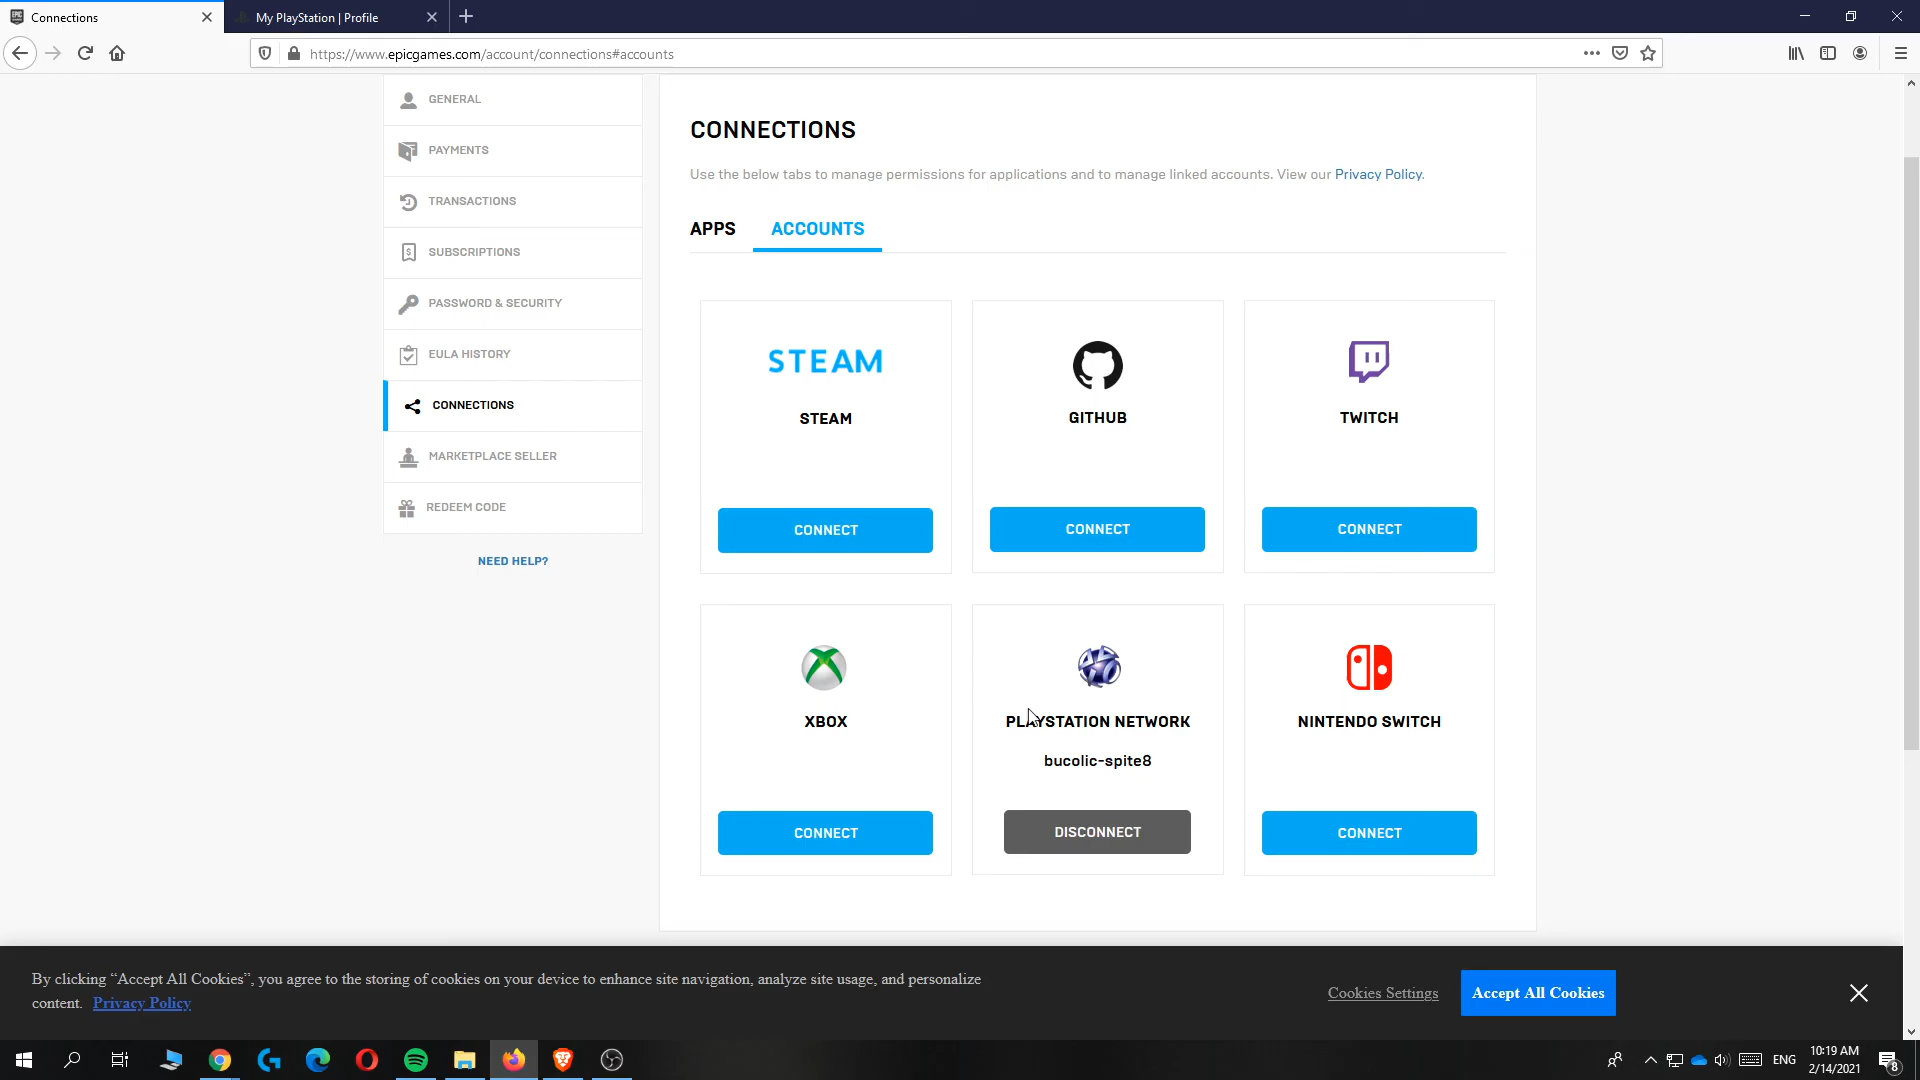 Connections
My PlayStation | Profile
https://www.epicgames.com/account/connections#accounts
GENERAL
PAYMENTS
TRANSACTIONS
SUBSCRIPTIONS
PASSWORD & SECURITY
EULA HISTORY
CONNECTIONS
MARKETPLACE SELLER
REDEEM CODE
NEED HELP?
CONNECTIONS
Use the below tabs to manage permissions for applications and to manage linked accounts. View our Privacy Policy.
APPS ACCOUNTS
STEAM
STEAM
CONNECT
GITHUB
CONNECT
TWITCH
CONNECT
XBOX
CONNECT
PLAYSTATION NETWORK
bucolic-spite8
DISCONNECT
NINTENDO SWITCH
CONNECT
By clicking “Accept All Cookies”, you agree to the storing of cookies on your device to enhance site navigation, analyze site usage, and personalize
content. Privacy Policy
Cookies Settings
Accept All Cookies
ENG
10:19 AM
2/14/2021
8